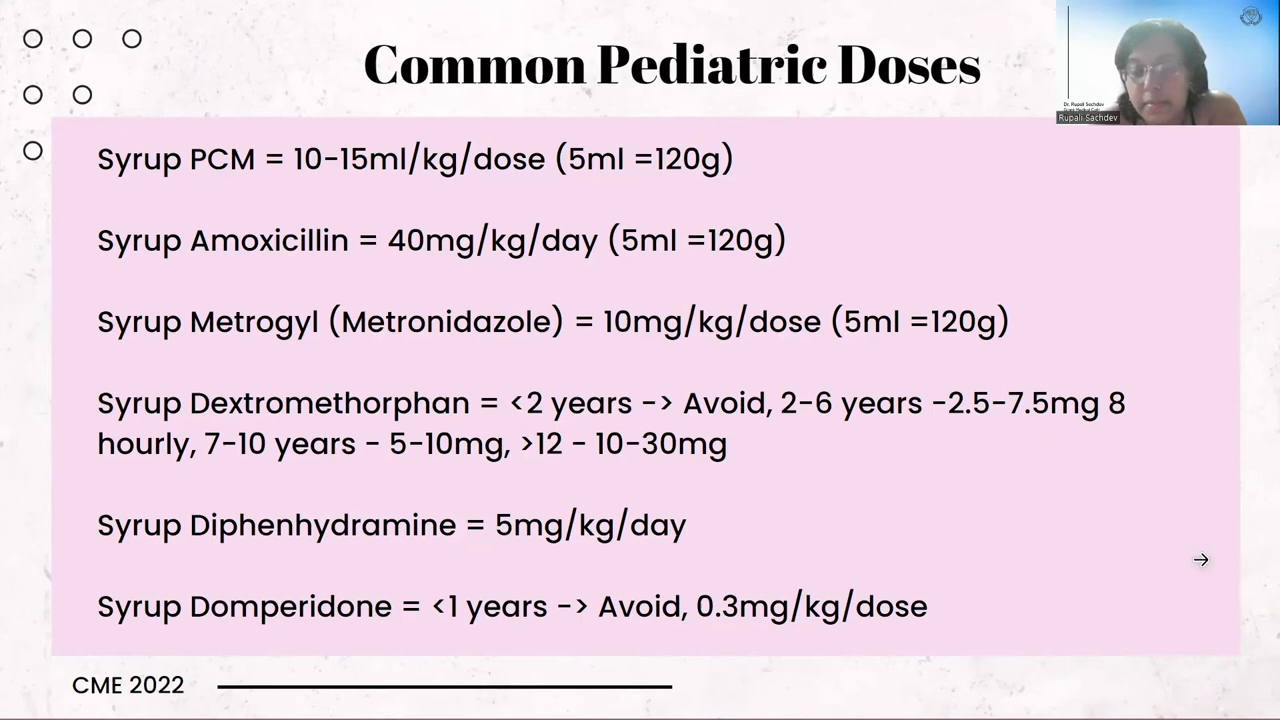 Common Pediatric Doses
Dr. Rupali Sachdev
Rupali Sachdev
Syrup PCM = 10-15ml/kg/dose (5ml =120g)
Syrup Amoxicillin = 40mg/kg/day (5ml =120g)
Syrup Metrogyl (Metronidazole) = 10mg/kg/dose (5ml =120g)
Syrup Dextromethorphan = <2 years -> Avoid, 2-6 years -2.5-7.5mg 8
hourly, 7-10 years - 5-10mg, >12 - 10-30mg
Syrup Diphenhydramine = 5mg/kg/day
Syrup Domperidone = <1 years -> Avoid, 0.3mg/kg/dose
CME 2022